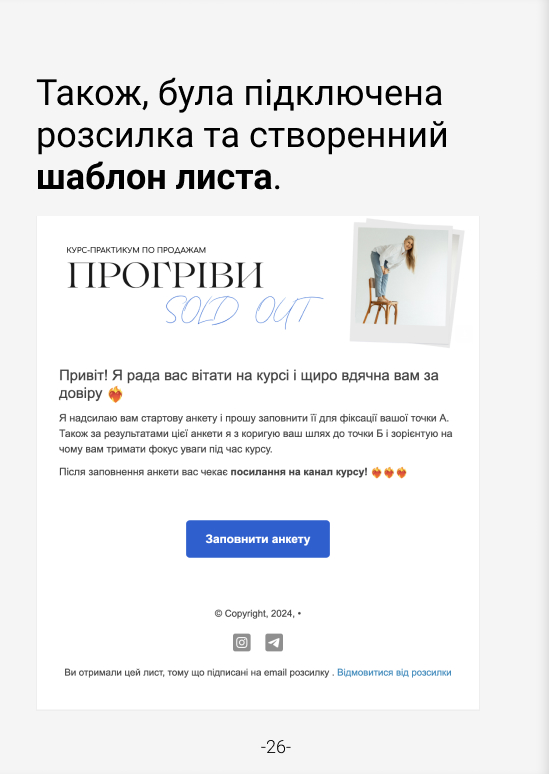 Також, була підключена
розсилка та створенний
шаблон листа.
КУРС-ПРАКТИКУМ ПО ПРОДАЖАМ
ПРОГРІВИ
SOLD OUT
Привіт! Я рада вас вітати на курсі і щиро вдячна вам за
довіру ❤️‍🔥
Я надсилаю вам стартову анкету і прошу заповнити її для фіксації вашої точки А.
Також за результатами цієї анкети я з коригую ваш шлях до точки Б і зорієнтую на
чому вам тримати фокус уваги під час курсу.
Після заповнення анкети вас чекає посилання на канал курсу! ❤️‍🔥❤️‍🔥❤️‍🔥
Заповнити анкету
© Copyright, 2024, •
Ви отримали цей лист, тому що підписані на email розсилку . Відмовитися від розсилки
-26-